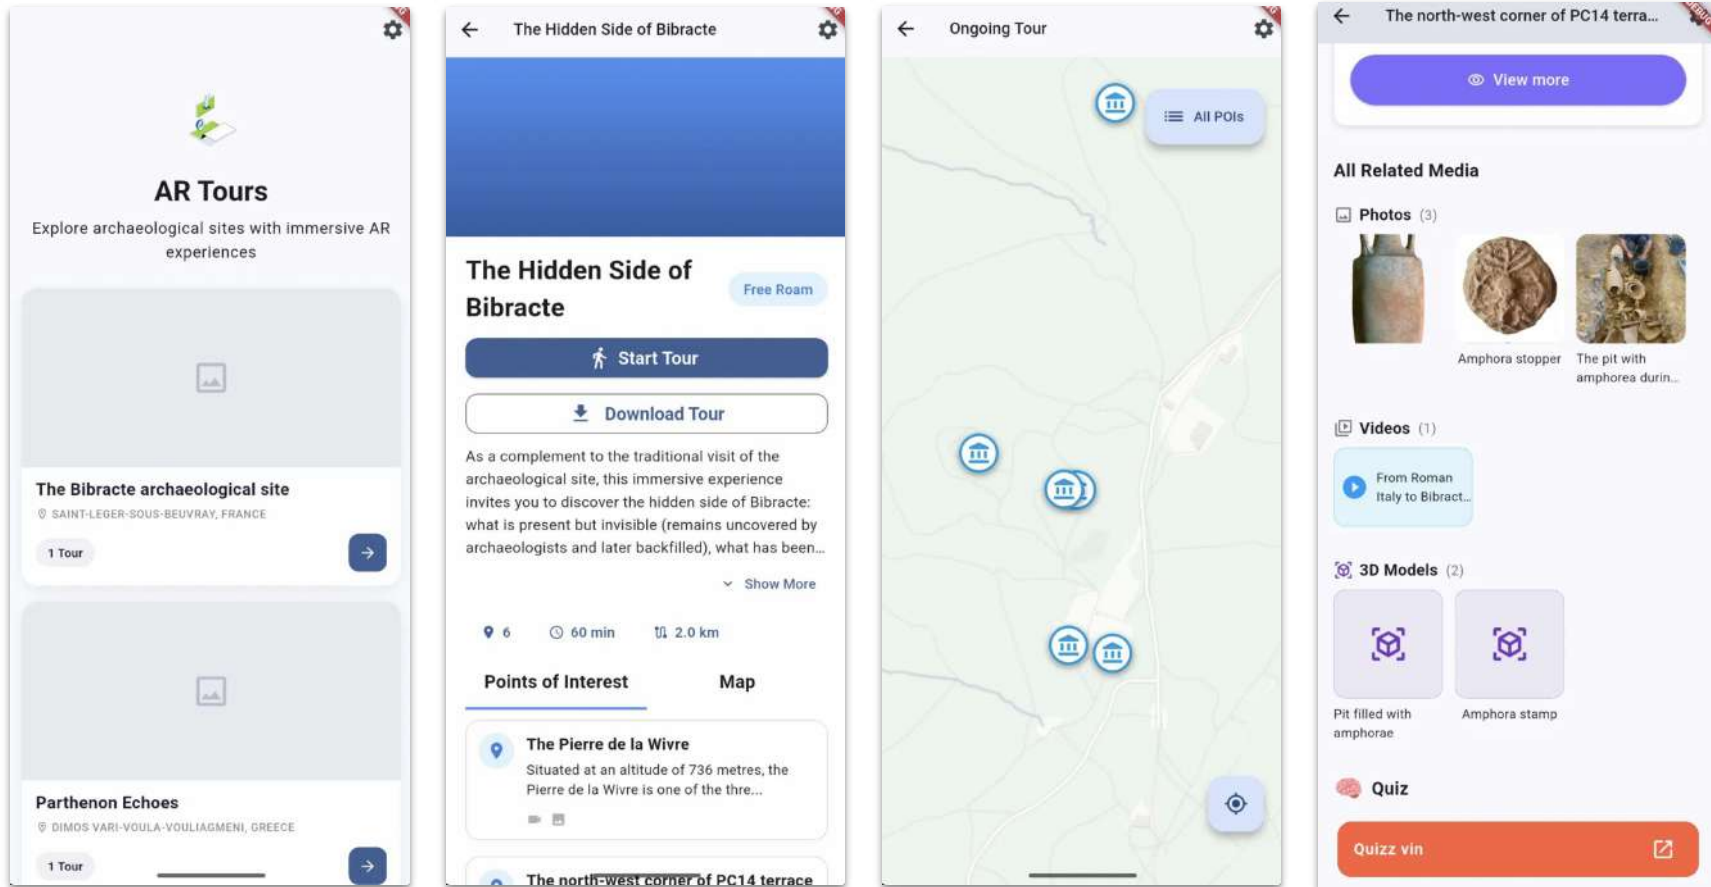 AR Tours
Explore archaeological sites with immersive AR
experiences
The Bibracte archaeological site
SAINT-LEGER-SOUS-BEUVRAY, FRANCE
1 Tour
Parthenon Echoes
DIMOS VARI-VOULA-VOULIAGMENI, GREECE
1 Tour
The Hidden Side of Bibracte
The Hidden Side of
Bibracte
Free Roam
Start Tour
Download Tour
As a complement to the traditional visit of the
archaeological site, this immersive experience
invites you to discover the hidden side of Bibracte:
what is present but invisible (remains uncovered by
archaeologists and later backfilled), what has been...
Show More
6 60 min 2.0 km
Points of Interest Map
The Pierre de la Wivre
Situated at an altitude of 736 metres, the
Pierre de la Wivre is one of the thre...
The north-west corner of PC14 terrace
Ongoing Tour
All POIs
The north-west corner of PC14 terra...
DEBUG
View more
All Related Media
Photos (3)
Amphora stopper
The pit with
amphorea durin...
Videos (1)
From Roman
Italy to Bibract...
3D Models (2)
Pit filled with
amphorae
Amphora stamp
Quiz
Quizz vin